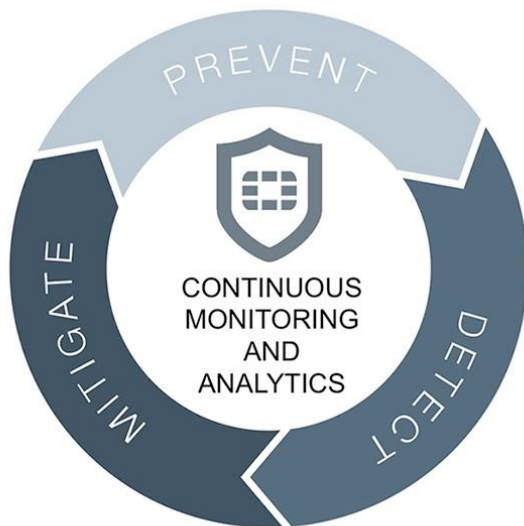 PREVENT
DETECT
MITIGATE
CONTINUOUS
MONITORING
AND
ANALYTICS